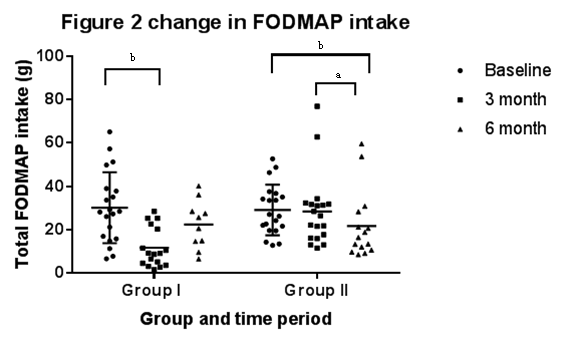 Figure 2 change in FODMAP intake
Total FODMAP intake (g)
100
80
60
40
20
0
b
b
a
Baseline
3 month
6 month
Group I
Group II
Group and time period